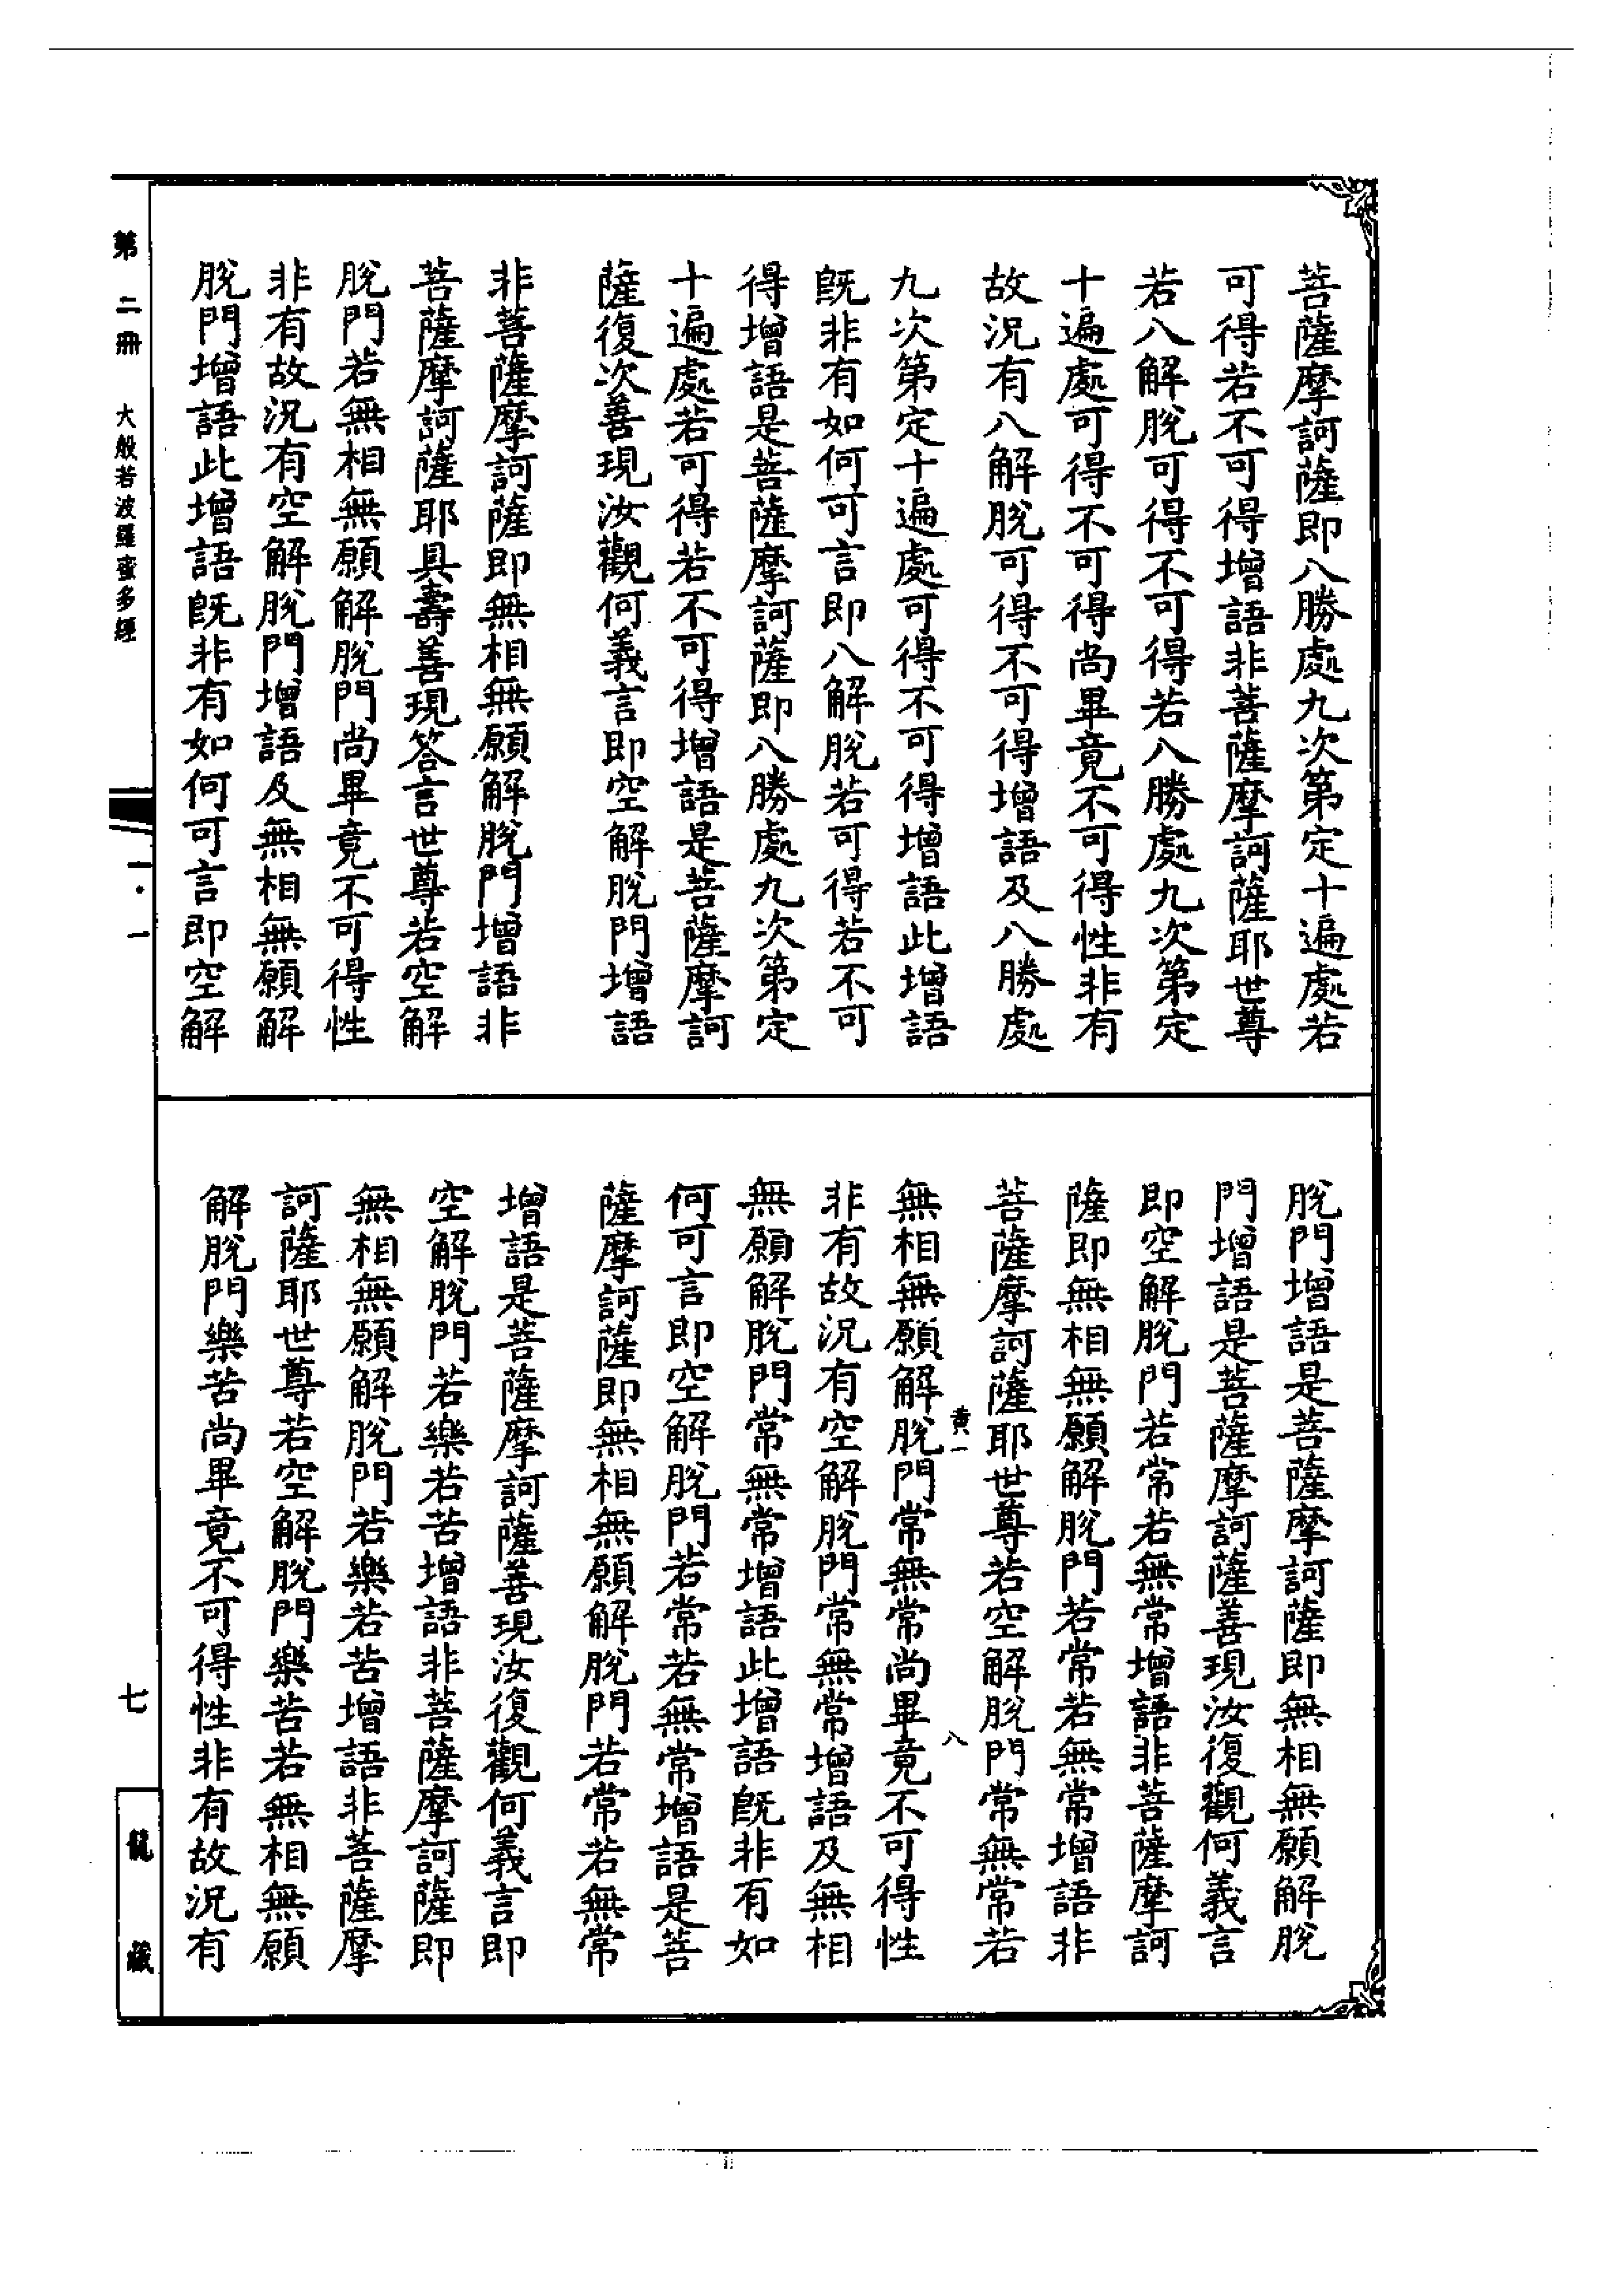 菩薩摩訶薩即八勝處九次第定十遍處若
可得若不可得增語非菩薩摩訶薩耶世尊
若八解脫可得不可得若八勝處九次第定
十遍處可得不可得尚畢竟不可得性非有
故況有八解脫可得不可得增語及八勝處
九次第定十遍處可得不可得增語此增語
旣非有如何可言即八解脫若可得若不可
得增語是菩薩摩訶薩即八勝處九次第定
十遍處若可得若不可得增語是菩薩摩訶
薩復次善現汝觀何義言即空解脫門增語
非菩薩摩訶薩即無相無願解脫門增語非
菩薩摩訶薩耶具壽善現答言世尊若空解
脫門若無相無願解脫門尚畢竟不可得性
非有故況有空解脫門增語及無相無願解
脫門增語此增語旣非有如何可言即空解
脫門增語是菩薩摩訶薩即無相無願解脫
門增語是菩薩摩訶薩善現汝復觀何義言
即空解脫門若常若無常增語非菩薩摩訶
薩即無相無願解脫門若常若無常增語非
菩薩摩訶薩耶世尊若空解脫門常無常若
黃一 八
無相無願解脫門常無常尚畢竟不可得性
非有故況有空解脫門常無常增語及無相
無願解脫門常無常增語此增語旣非有如
何可言即空解脫門若常若無常增語是菩
薩摩訶薩即無相無願解脫門若常若無常
增語是菩薩摩訶薩善現汝復觀何義言即
空解脫門若樂若苦增語非菩薩摩訶薩即
無相無願解脫門若樂若苦增語非菩薩摩
訶薩耶世尊若空解脫門樂苦若無相無願
解脫門樂苦尚畢竟不可得性非有故況有
第二冊 大般若波羅蜜多經 一·一 七 龍藏